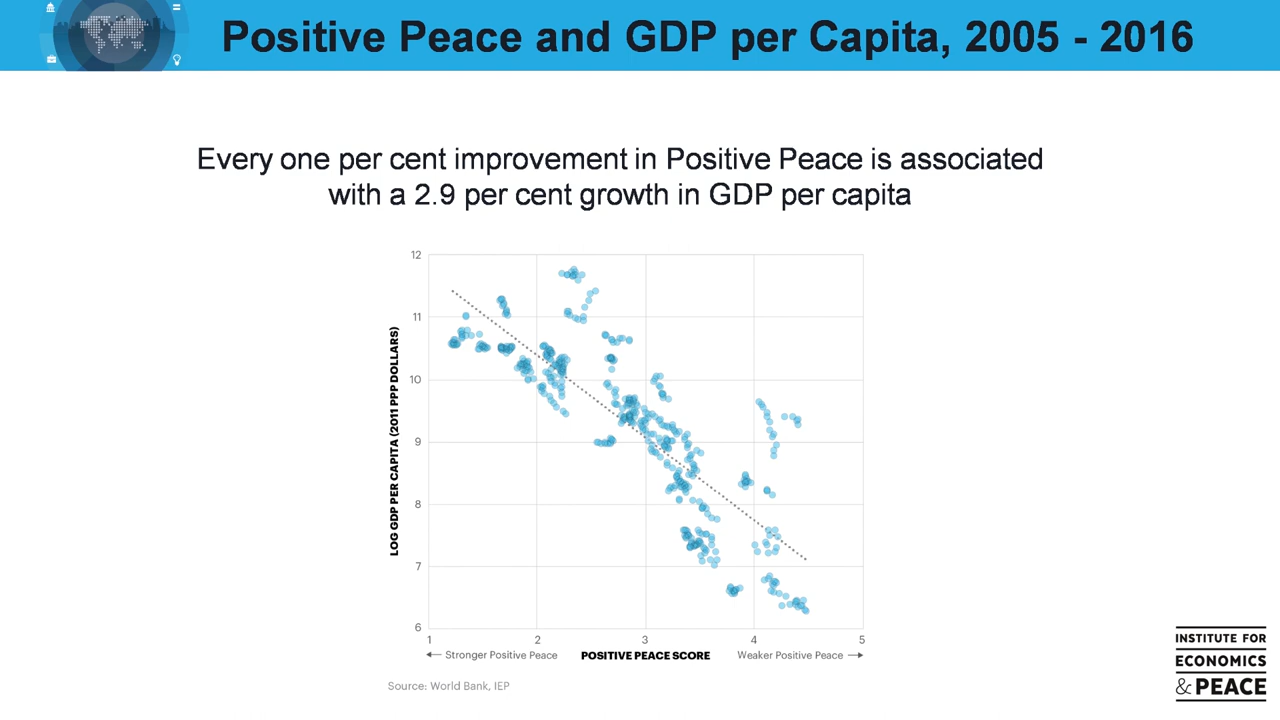 Positive Peace and GDP per Capita, 2005 - 2016
Every one per cent improvement in Positive Peace is associated
with a 2.9 per cent growth in GDP per capita
12
11
10
9
8
7
6
LOG GDP PER CAPITA (2011 PPP DOLLARS)
1 2 3 4 5
← Stronger Positive Peace POSITIVE PEACE SCORE Weaker Positive Peace →
Source: World Bank, IEP
INSTITUTE FOR
ECONOMICS
& PEACE